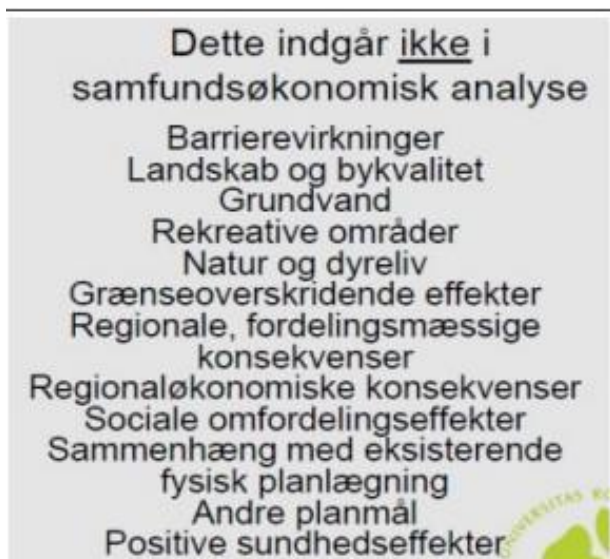 Dette indgår ikke i
samfundsøkonomisk analyse
Barrierevirkninger
Landskab og bykvalitet
Grundvand
Rekreative områder
Natur og dyreliv
Grænseoverskridende effekter
Regionale, fordelingsmæssige
konsekvenser
Regionaløkonomiske konsekvenser
Sociale omfordelingseffekter
Sammenhæng med eksisterende
fysisk planlægning
Andre planmål
Positive sundhedseffekter